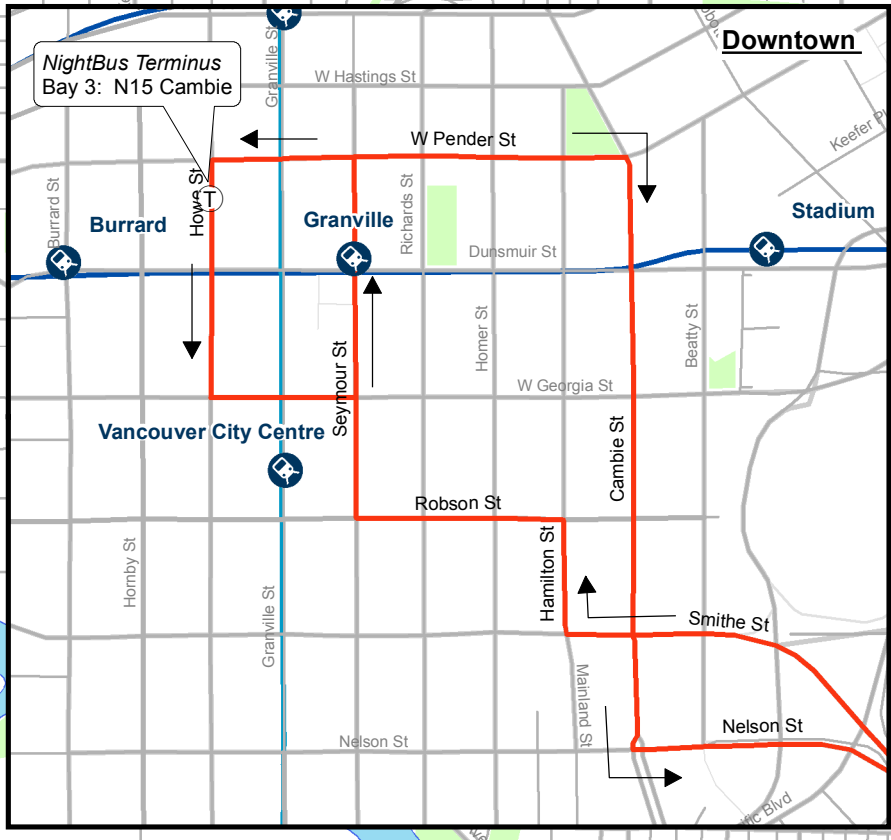 Downtown
NightBus Terminus
Bay 3: N15 Cambie
Granville St
W Hastings St
W Pender St
Keefer Pl
Burrard St
Howe St
T
Richards St
Burrard
Granville
Stadium
Dunsmuir St
Homer St
Beatty St
Seymour St
W Georgia St
Vancouver City Centre
Cambie St
Robson St
Hornby St
Hamilton St
Granville St
Smithe St
Mainland St
Nelson St
Nelson St
ific Blvd